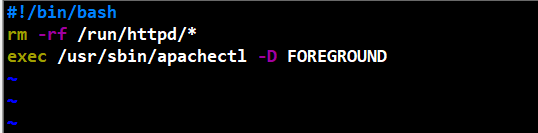 #!/bin/bash
rm -rf /run/httpd/*
exec /usr/sbin/apachectl -D FOREGROUND
~
~
~